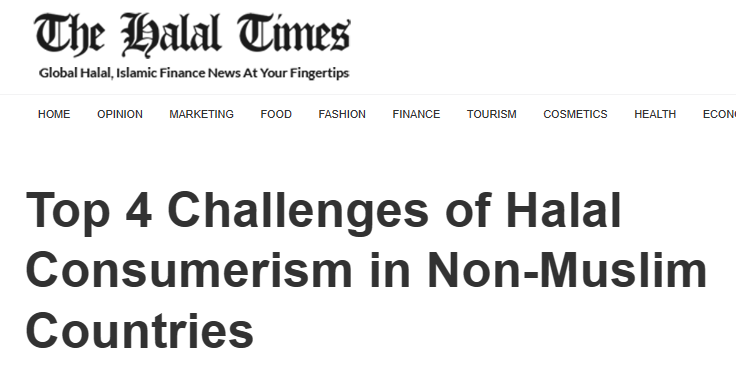 The Halal Times
Global Halal, Islamic Finance News At Your Fingertips
HOME OPINION MARKETING FOOD FASHION FINANCE TOURISM COSMETICS HEALTH ECON
Top 4 Challenges of Halal
Consumerism in Non-Muslim
Countries